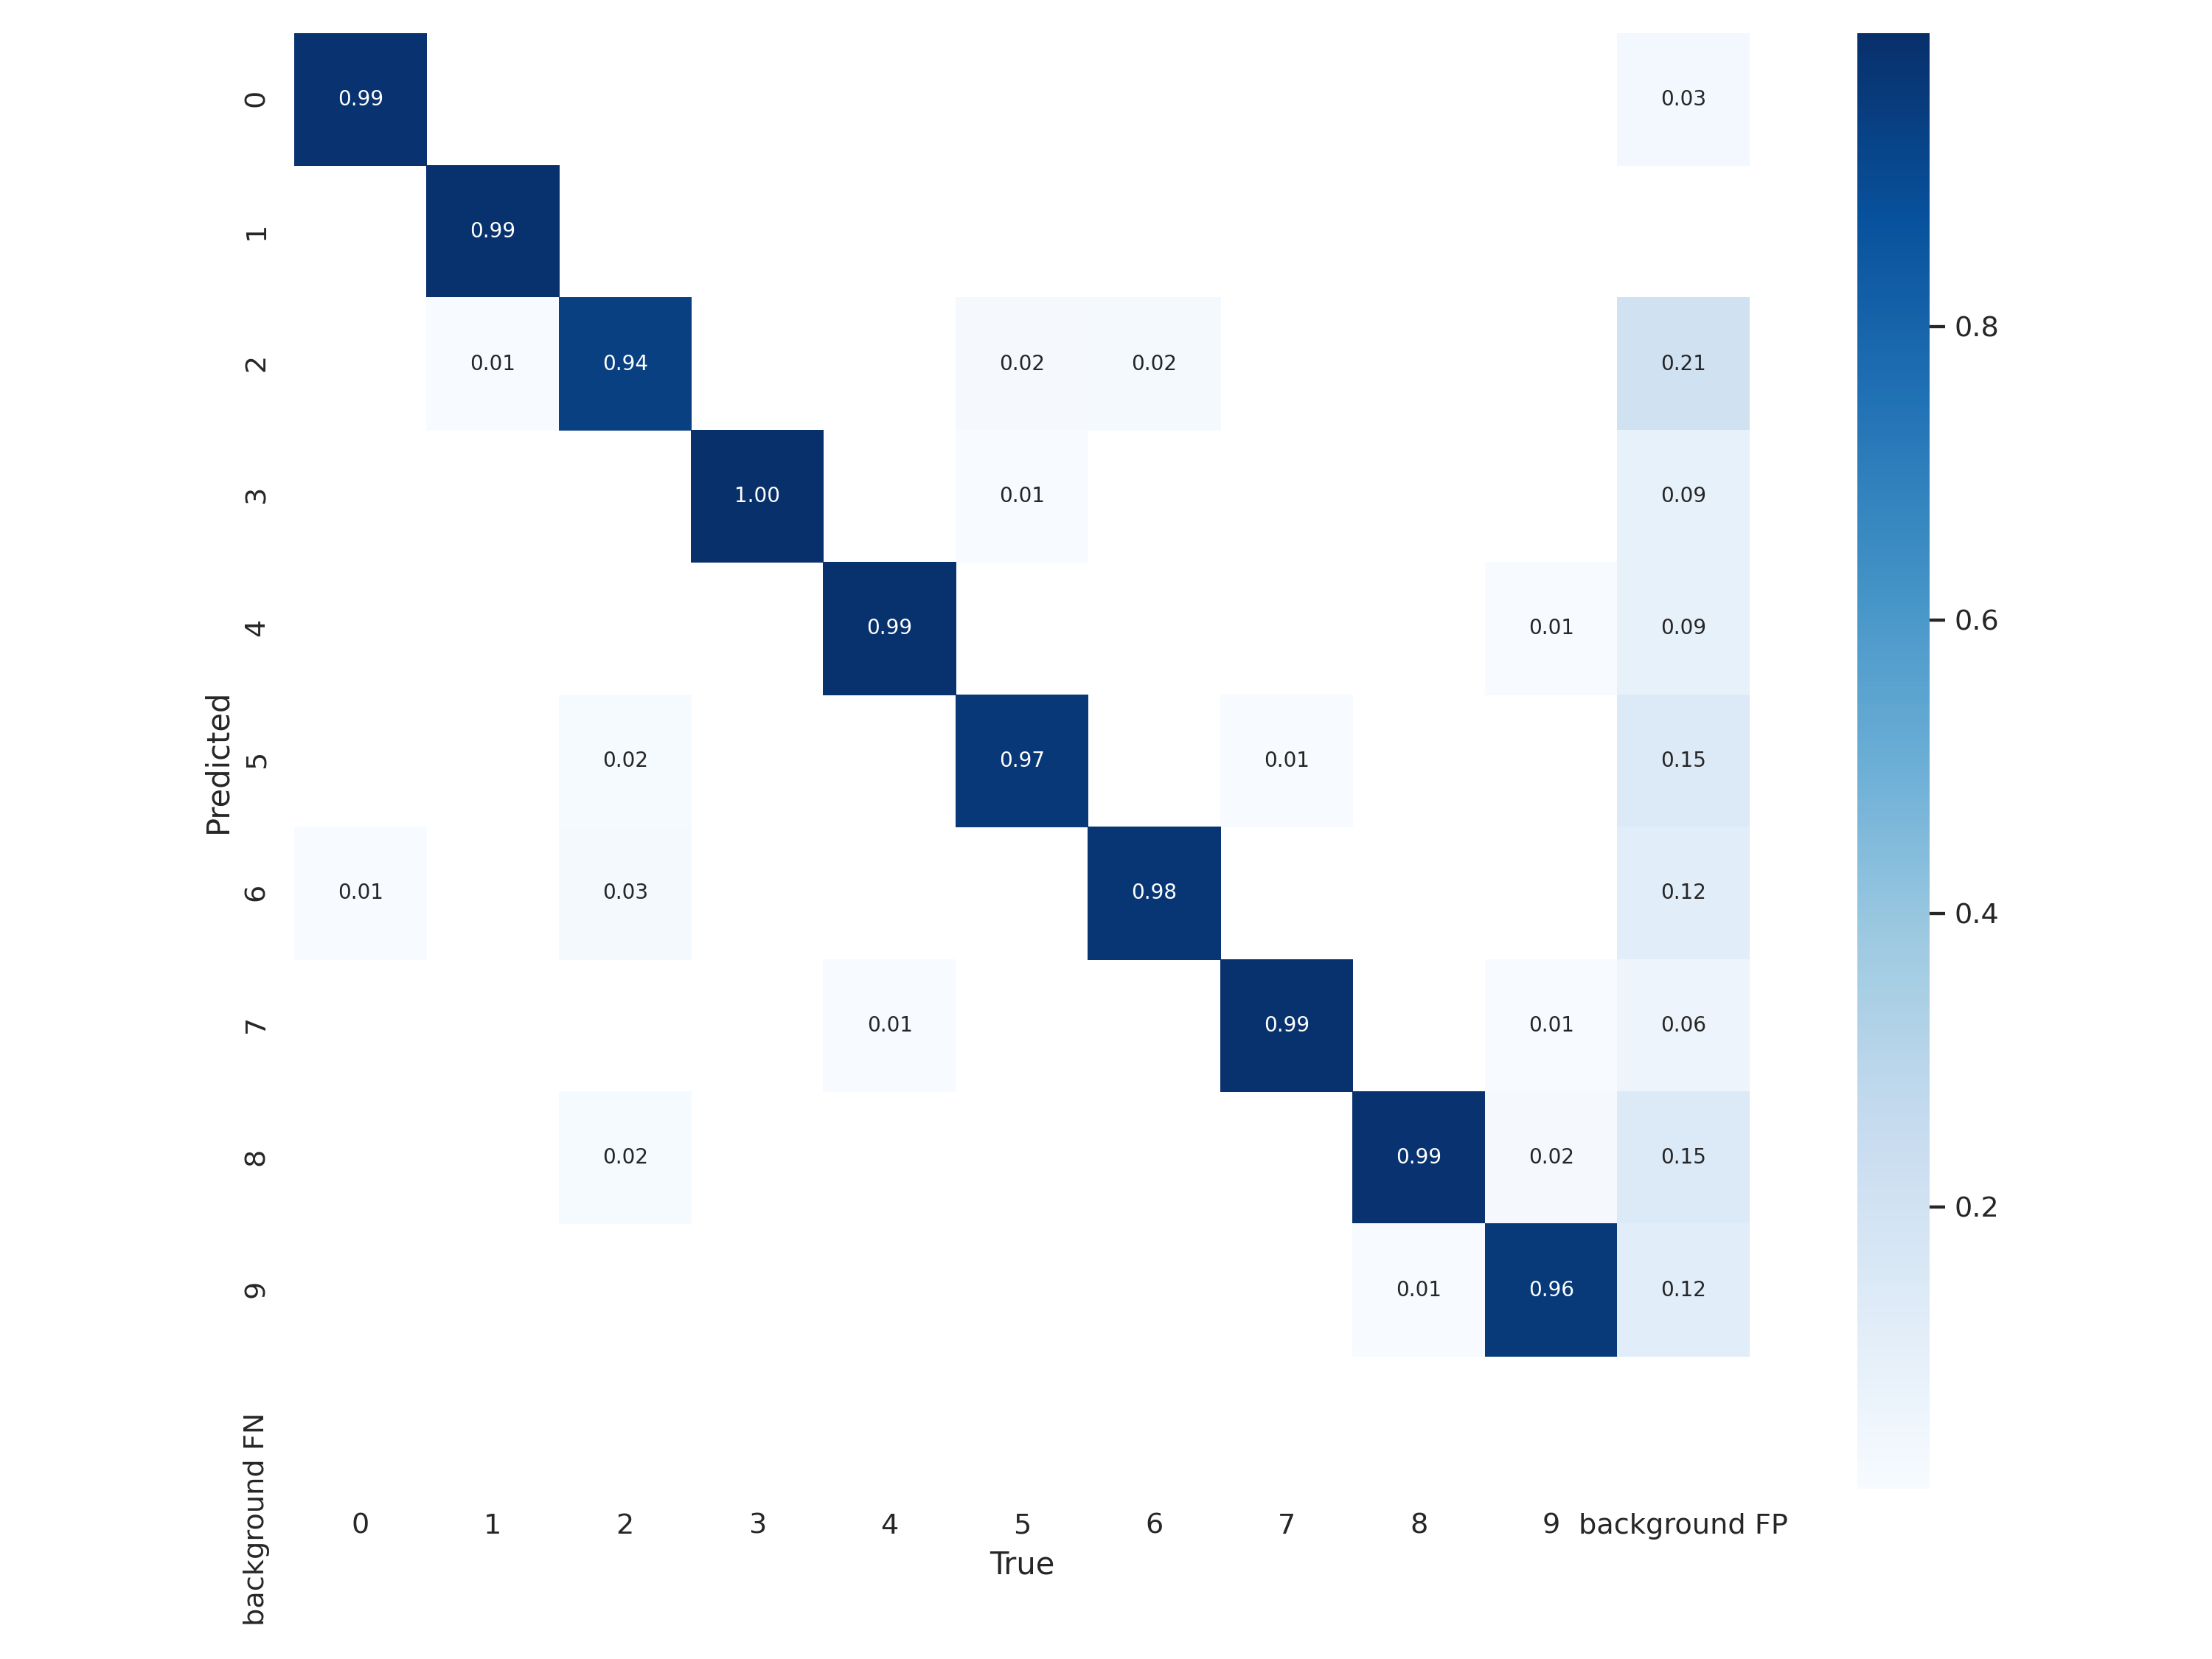 0 0.99 0.03
1 0.99
2 0.01 0.94 0.02 0.02 0.21
3 1.00 0.01 0.09
4 0.99 0.01 0.09
5 0.02 0.97 0.01 0.15
6 0.01 0.03 0.98 0.12
7 0.01 0.99 0.01 0.06
8 0.02 0.99 0.02 0.15
9 0.01 0.96 0.12
background FN
Predicted
0 1 2 3 4 5 6 7 8 9 background FP
True
0.8
0.6
0.4
0.2